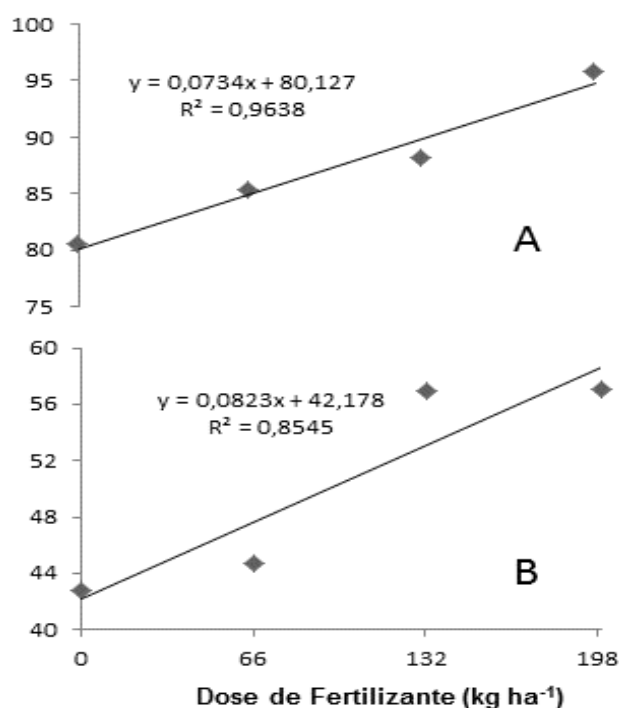 100
95
90
85
80
75
y = 0,0734x + 80,127
R² = 0,9638
A
60
56
52
48
44
40
y = 0,0823x + 42,178
R² = 0,8545
B
0 66 132 198
Dose de Fertilizante (kg ha⁻¹)